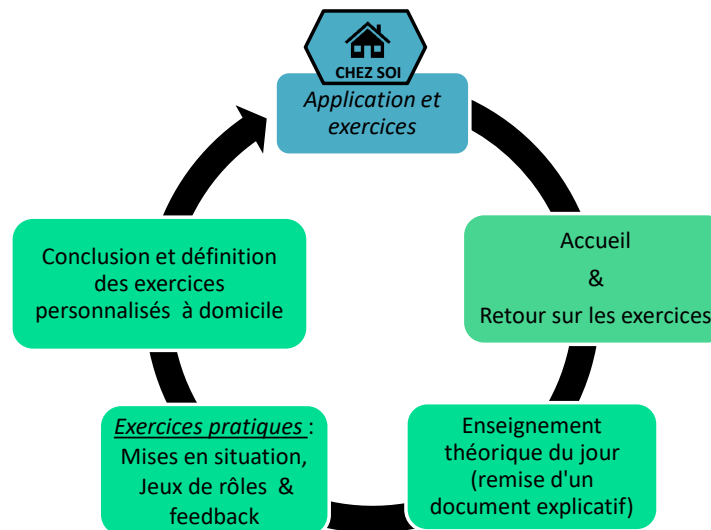 CHEZ SOI
Application et
exercices
Accueil
&
Retour sur les exercices
Enseignement
théorique du jour
(remise d'un
document explicatif)
Exercices pratiques :
Mises en situation,
Jeux de rôles &
feedback
Conclusion et définition
des exercices
personnalisés à domicile